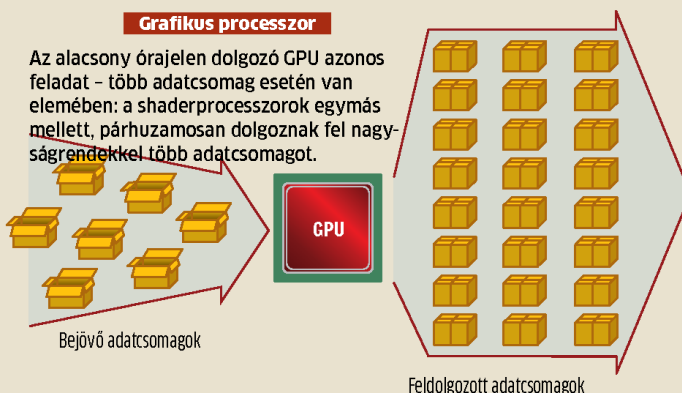 Grafikus processzor
Az alacsony órajelen dolgozó GPU azonos
feladat – több adatcsomag esetén van
elemében: a shaderprocesszorok egymás
mellett, párhuzamosan dolgoznak fel nagy-
ságrendekkel több adatcsomagot.
GPU
Bejövő adatcsomagok
Feldolgozott adatcsomagok